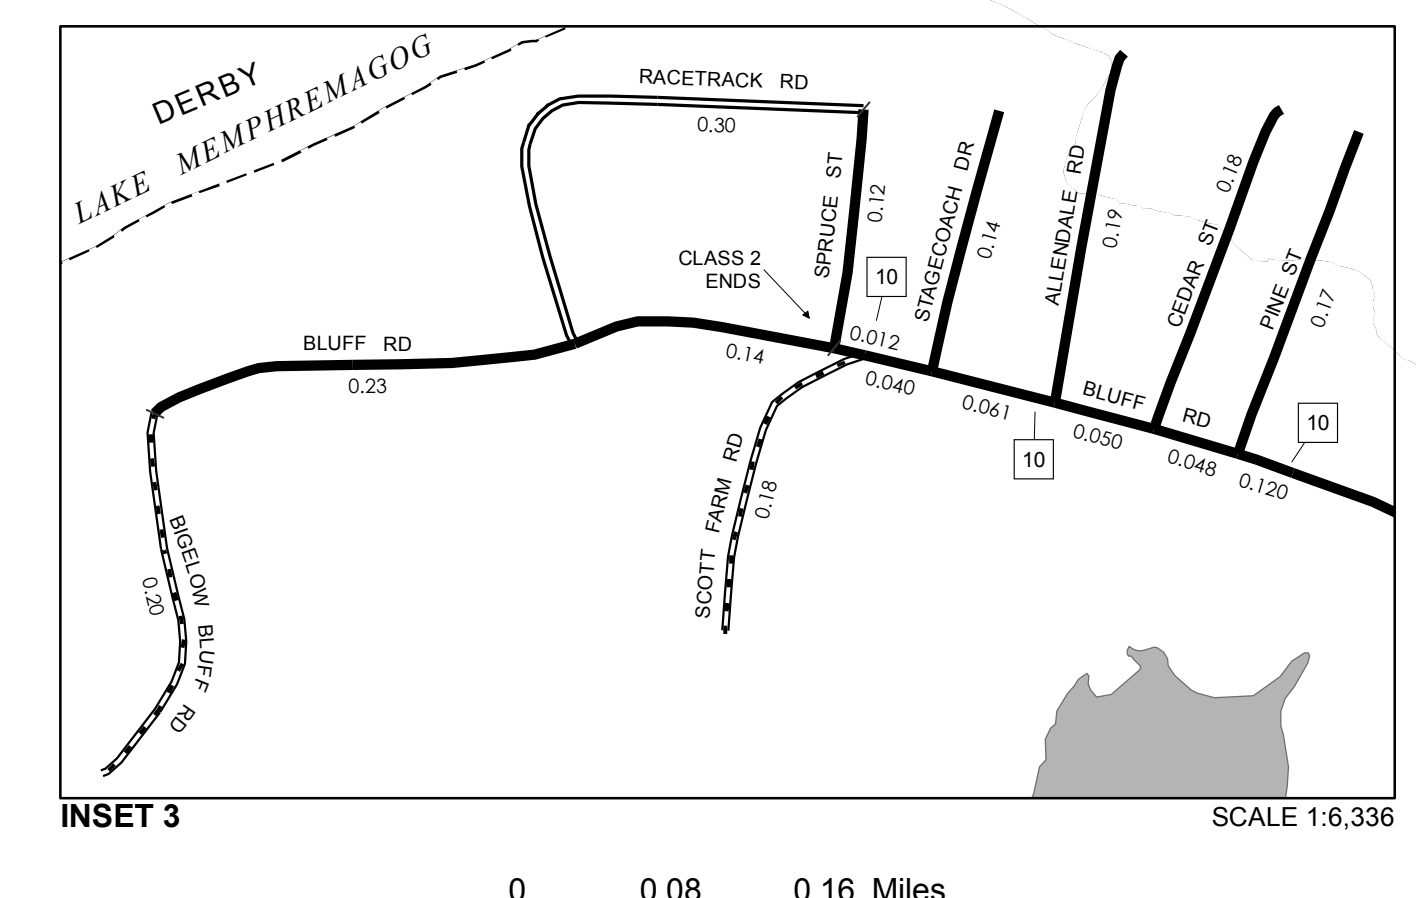 DERBY
LAKE MEMPHREMAGOG
RACETRACK RD
0.30
SPRUCE ST
0.12
STAGECOACH DR
0.14
ALLENDALE RD
0.19
CEDAR ST
0.18
PINE ST
0.17
CLASS 2
ENDS
10
0.012
BLUFF RD
0.23
0.14
0.040
0.061
10
BLUFF RD
0.050
0.048
0.120
10
SCOTT FARM RD
0.18
BIGELOW BLUFF RD
0.20
INSET 3
SCALE 1:6,336
0 0.08 0.16 Miles